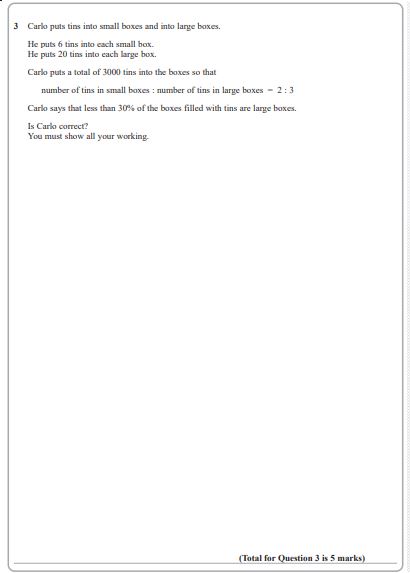 3 Carlo puts tins into small boxes and into large boxes.
He puts 6 tins into each small box.
He puts 20 tins into each large box.
Carlo puts a total of 3000 tins into the boxes so that
number of tins in small boxes : number of tins in large boxes = 2 : 3
Carlo says that less than 30% of the boxes filled with tins are large boxes.
Is Carlo correct?
You must show all your working.
(Total for Question 3 is 5 marks)